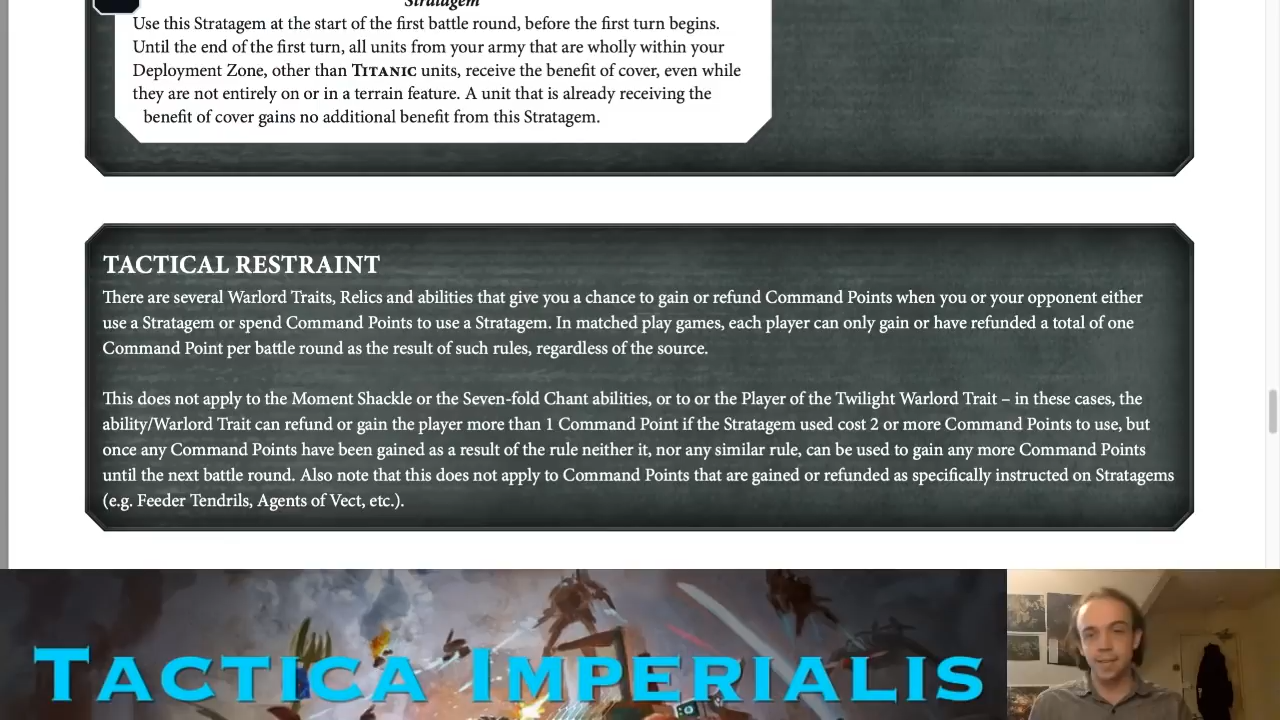 Stratagem
Use this Stratagem at the start of the first battle round, before the first turn begins.
Until the end of the first turn, all units from your army that are wholly within your
Deployment Zone, other than TITANIC units, receive the benefit of cover, even while
they are not entirely on or in a terrain feature. A unit that is already receiving the
benefit of cover gains no additional benefit from this Stratagem.
TACTICAL RESTRAINT
There are several Warlord Traits, Relics and abilities that give you a chance to gain or refund Command Points when you or your opponent either
use a Stratagem or spend Command Points to use a Stratagem. In matched play games, each player can only gain or have refunded a total of one
Command Point per battle round as the result of such rules, regardless of the source.
This does not apply to the Moment Shackle or the Seven-fold Chant abilities, or to or the Player of the Twilight Warlord Trait – in these cases, the
ability/Warlord Trait can refund or gain the player more than 1 Command Point if the Stratagem used cost 2 or more Command Points to use, but
once any Command Points have been gained as a result of the rule neither it, nor any similar rule, can be used to gain any more Command Points
until the next battle round. Also note that this does not apply to Command Points that are gained or refunded as specifically instructed on Stratagems
(e.g. Feeder Tendrils, Agents of Vect, etc.).
TACTICA IMPERIALIS